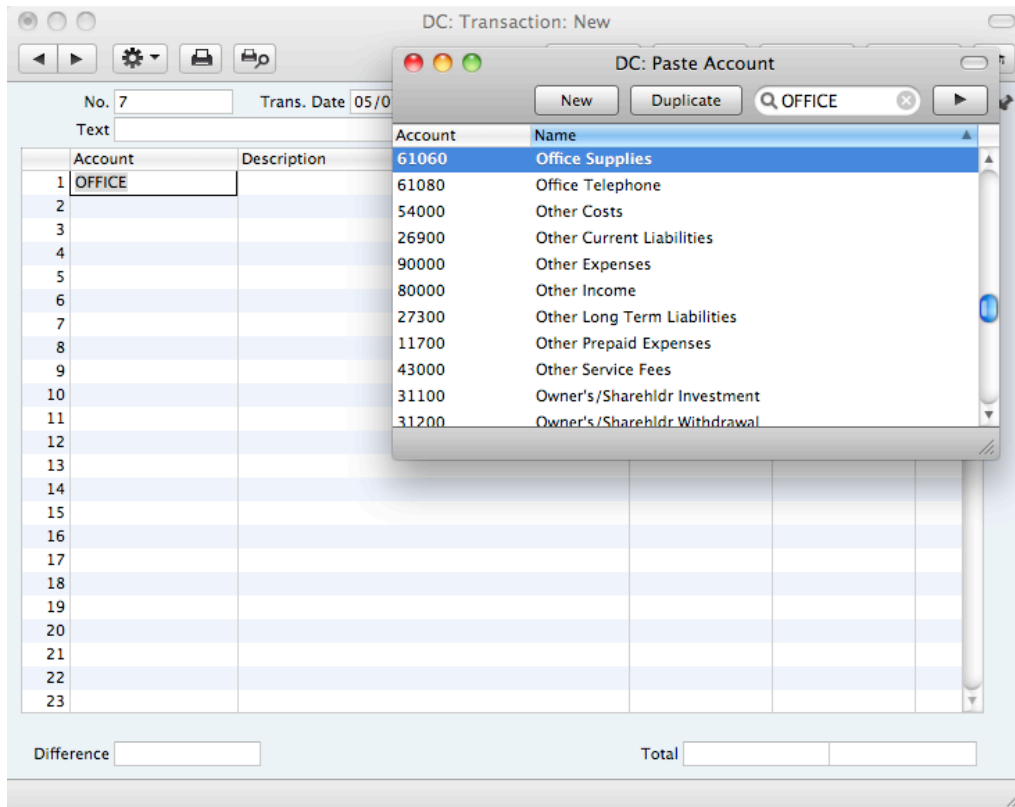 DC: Transaction: New
DC: Paste Account
New Duplicate OFFICE
No. 7 Trans. Date 05/0
Text
Account Name
Account Description
61060 Office Supplies
61080 Office Telephone
54000 Other Costs
26900 Other Current Liabilities
90000 Other Expenses
80000 Other Income
27300 Other Long Term Liabilities
11700 Other Prepaid Expenses
43000 Other Service Fees
31100 Owner's/Sharehldr Investment
31200 Owner's/Sharehldr Withdrawal
1 OFFICE
2
3
4
5
6
7
8
9
10
11
12
13
14
15
16
17
18
19
20
21
22
23
Difference Total